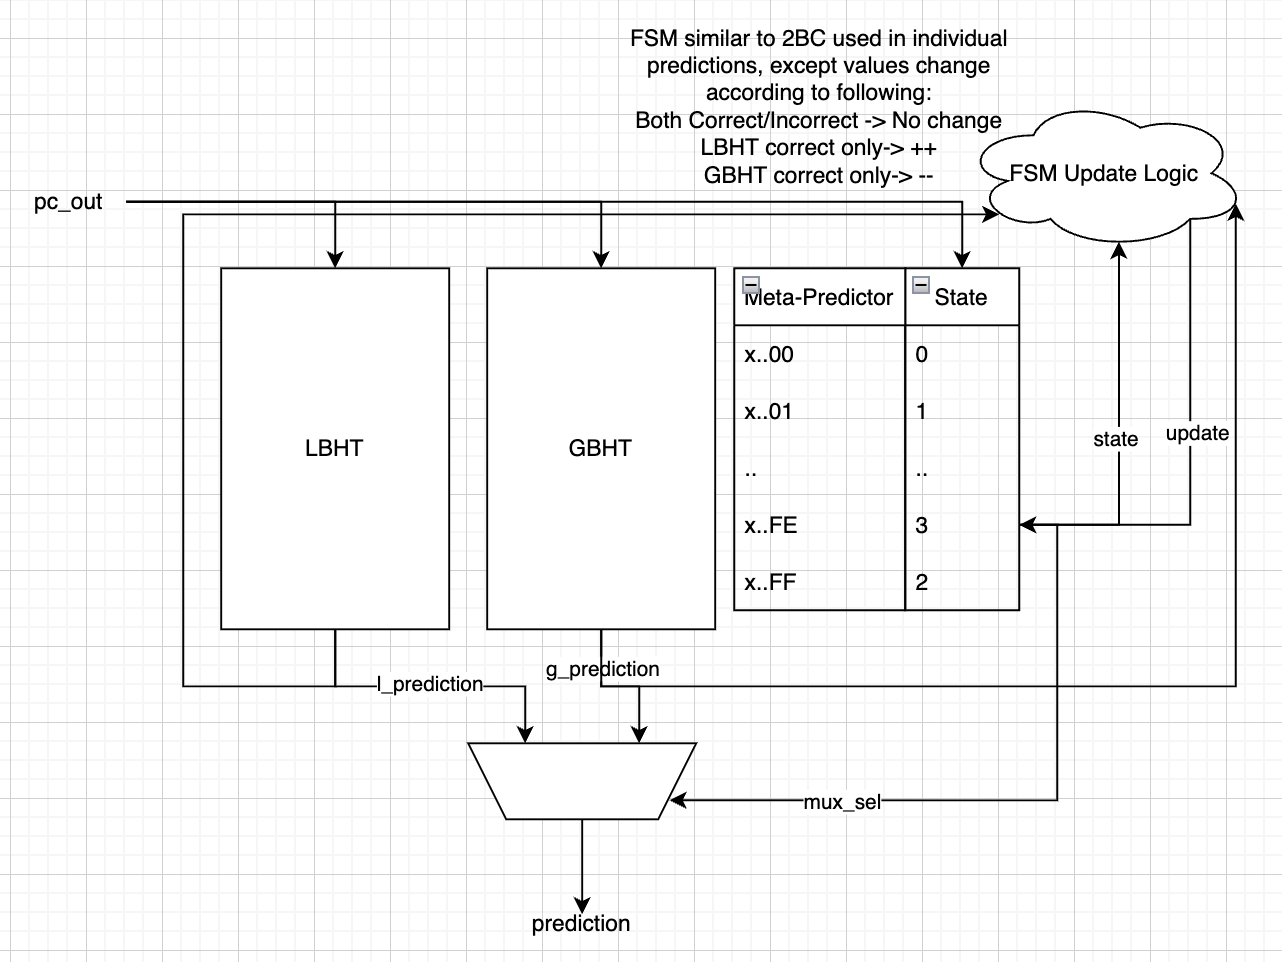 FSM similar to 2BC used in individual
predictions, except values change
according to following:
Both Correct/Incorrect -> No change
LBHT correct only-> ++
GBHT correct only-> --
FSM Update Logic
pc_out
LBHT
GBHT
Meta-Predictor State
x..00 0
x..01 1
.. ..
x..FE 3
x..FF 2
state
update
g_prediction
l_prediction
mux_sel
prediction